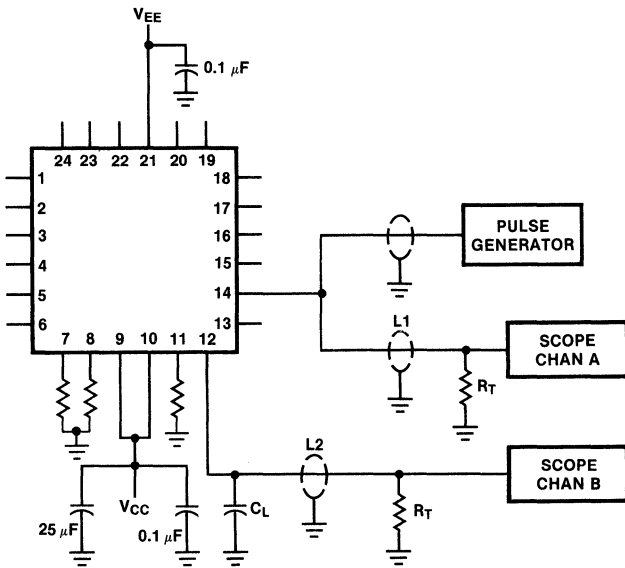 VEE
0.1 μF
24 23 22 21 20 19
1 18
2 17
3 16
4 15
5 14
6 13
7 8 9 10 11 12
PULSE
GENERATOR
L1
SCOPE
CHAN A
RT
L2
SCOPE
CHAN B
RT
CL
VCC
25 μF
0.1 μF